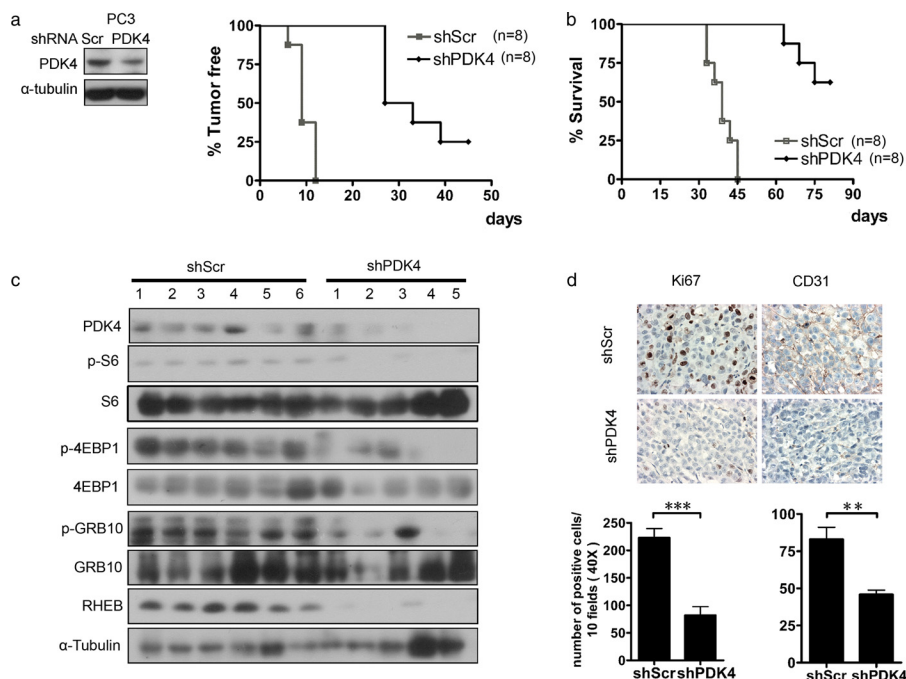 a
PC3
shRNA Scr PDK4
PDK4
α-tubulin
% Tumor free
100
75
50
25
0
0 10 20 30 40 50
days
shScr (n=8)
shPDK4 (n=8)
b
% Survival
100
75
50
25
0
0 15 30 45 60 75 90
days
shScr (n=8)
shPDK4 (n=8)
c
shScr shPDK4
1 2 3 4 5 6 1 2 3 4 5
PDK4
p-S6
S6
p-4EBP1
4EBP1
p-GRB10
GRB10
RHEB
α-Tubulin
d
Ki67 CD31
shScr
shPDK4
number of positive cells/
10 fields ( 40X )
250
200
150
100
50
0
***
shScr shPDK4
100
75
50
25
0
**
shScr shPDK4